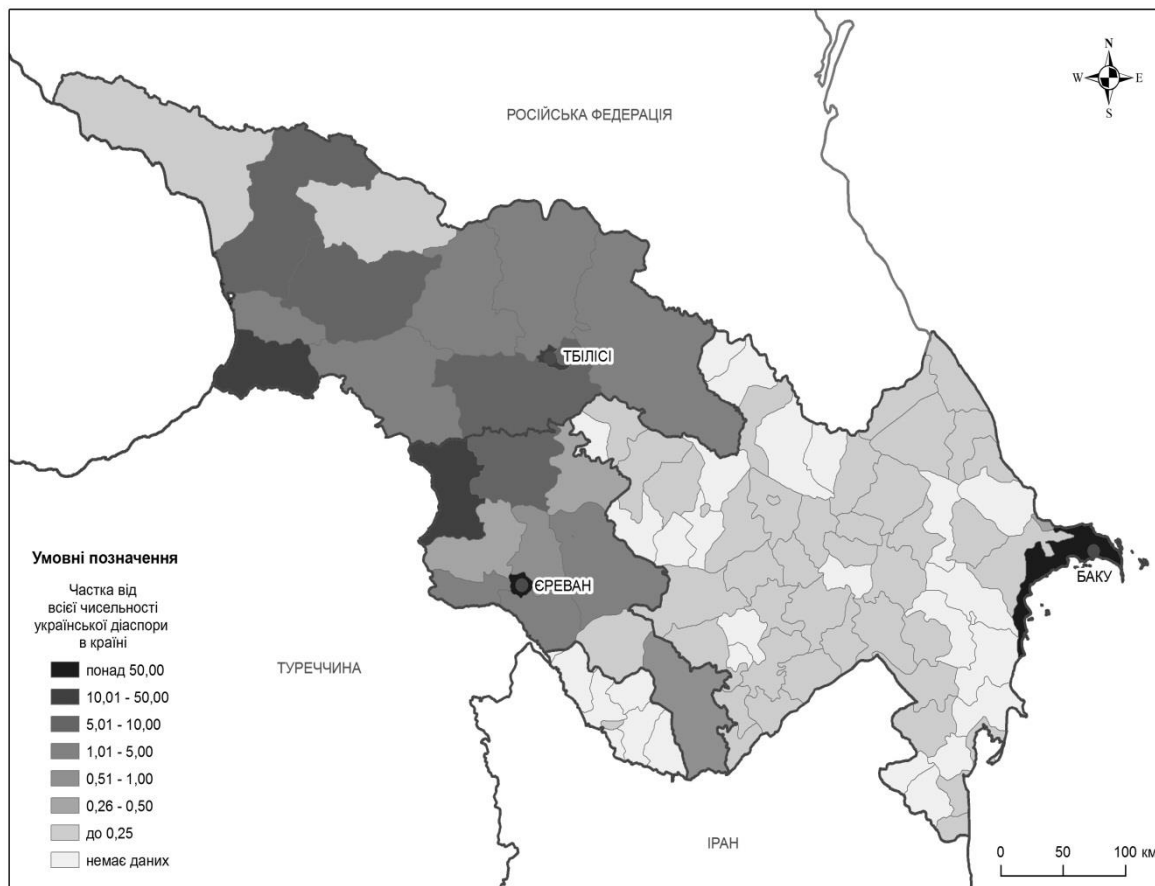 N
W E
S
РОСІЙСЬКА ФЕДЕРАЦІЯ
ТБІЛІСІ
ЄРЕВАН
БАКУ
ТУРЕЧЧИНА
ІРАН
Умовні позначення
Частка від
всієї чисельності
української діаспори
в країні
понад 50,00
10,01 - 50,00
5,01 - 10,00
1,01 - 5,00
0,51 - 1,00
0,26 - 0,50
до 0,25
немає даних
0 50 100 км